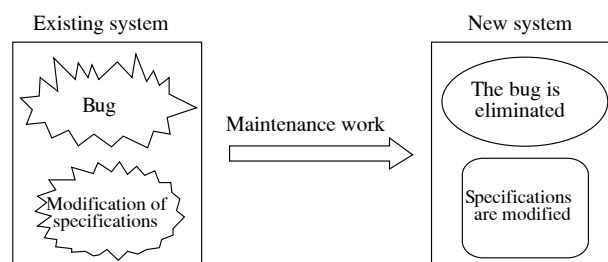 Existing system
Bug
Modification of
specifications
Maintenance work
New system
The bug is
eliminated
Specifications
are modified